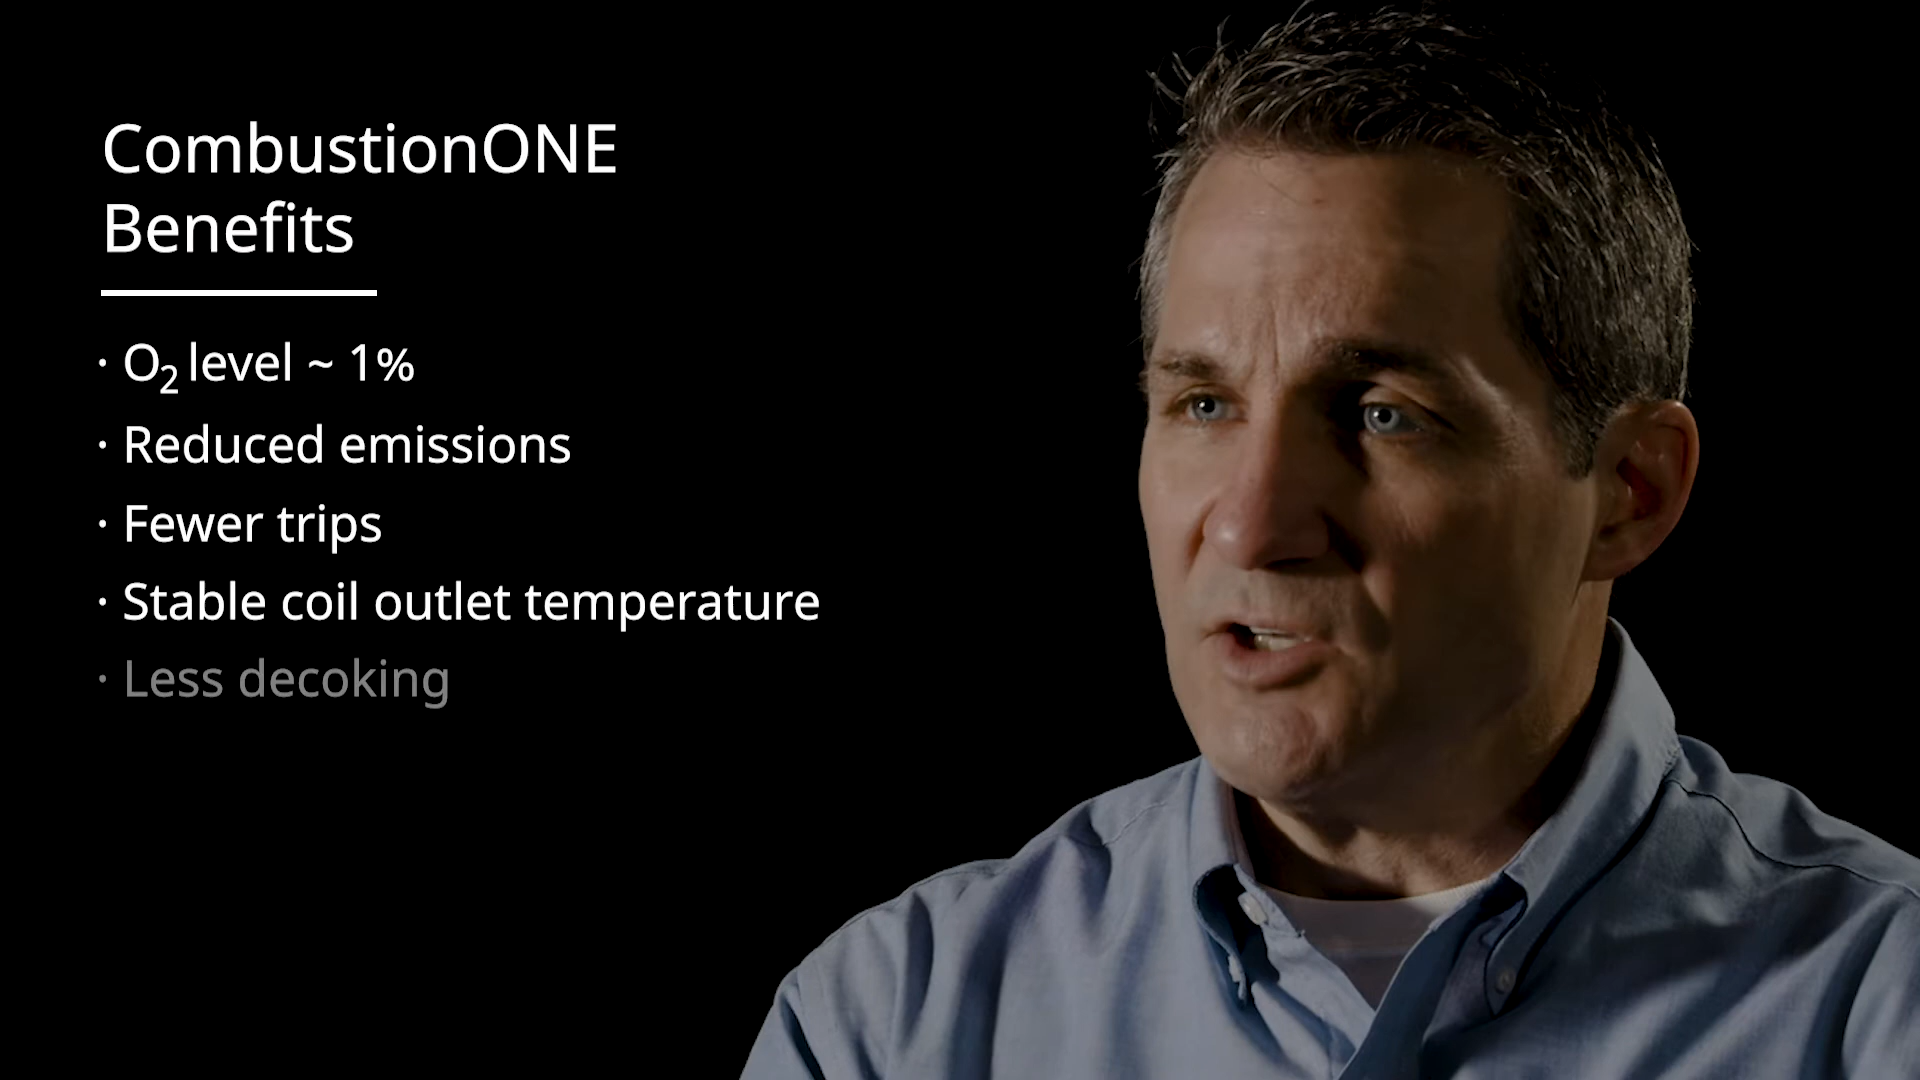 CombustionONE
Benefits
· O₂ level ~ 1%
· Reduced emissions
· Fewer trips
· Stable coil outlet temperature
· Less decoking